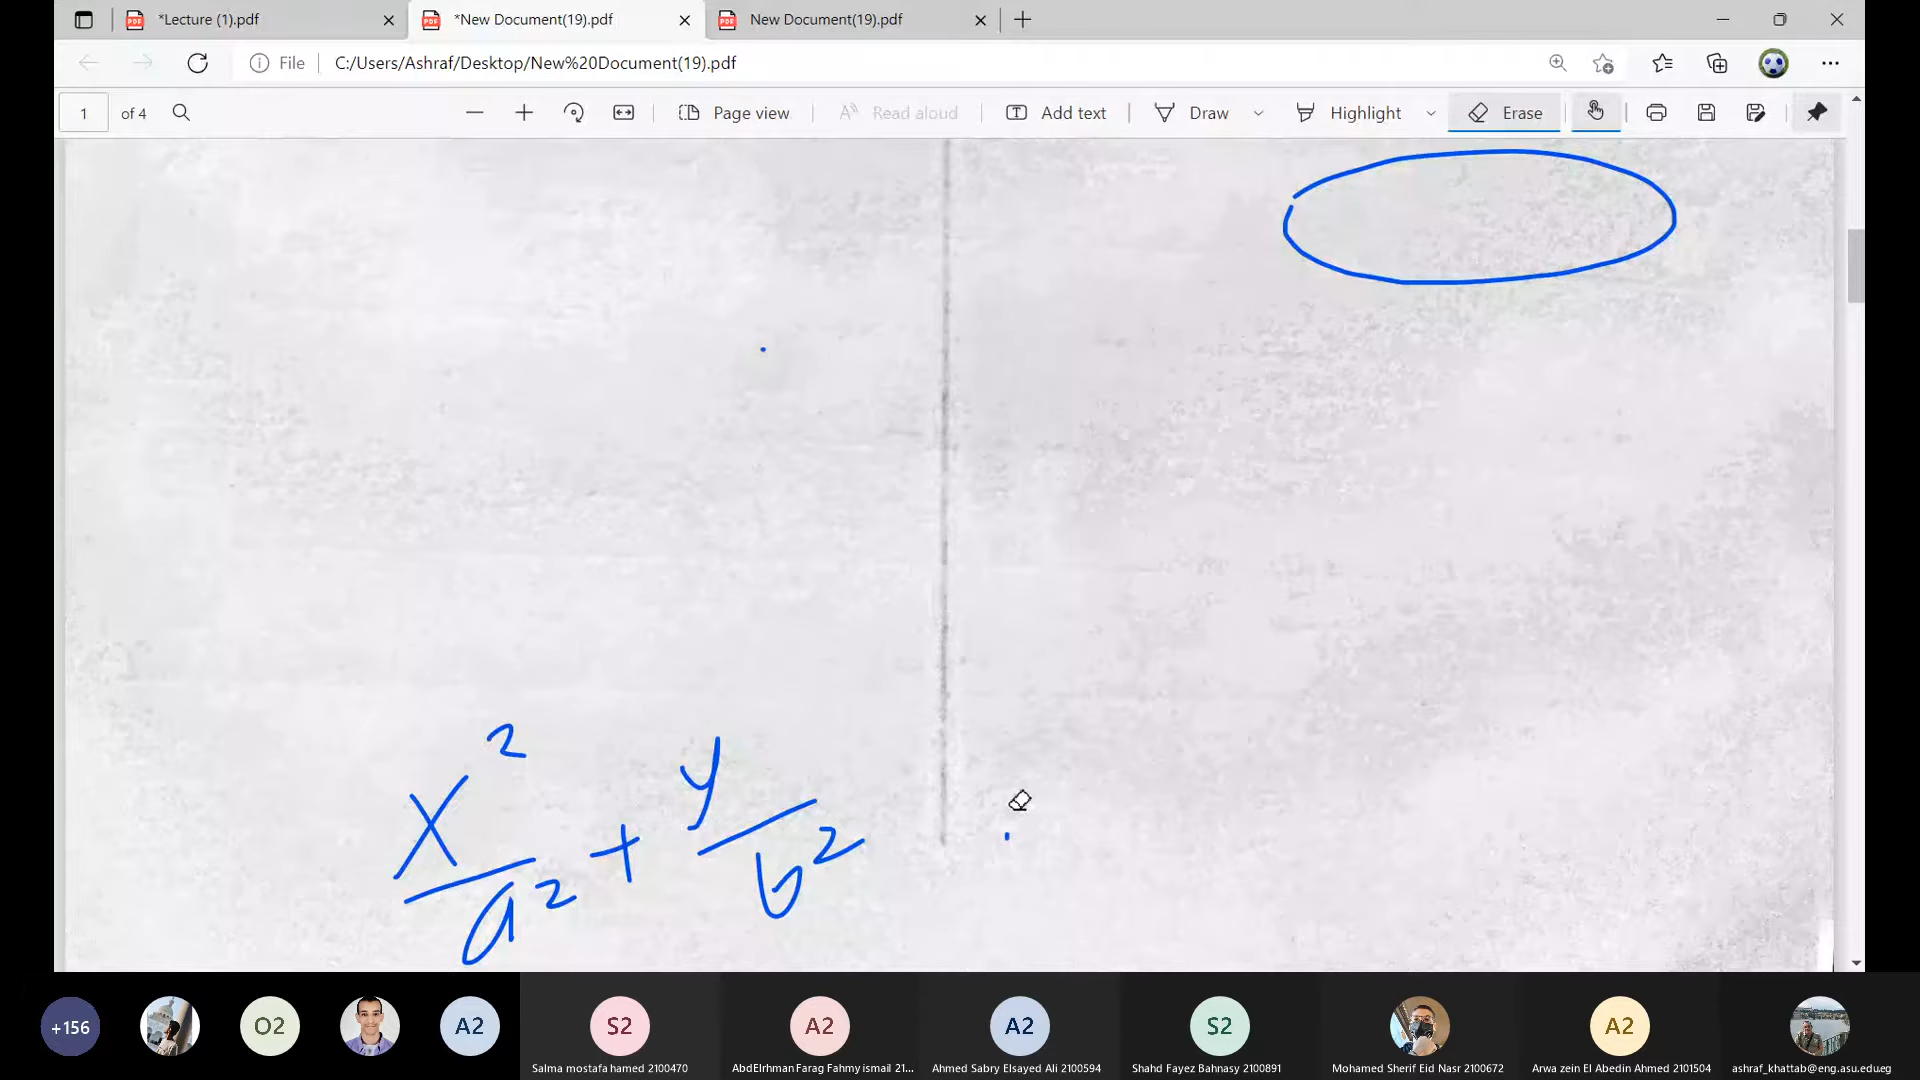 *Lecture (1).pdf
*New Document(19).pdf
New Document(19).pdf
File
C:/Users/Ashraf/Desktop/New%20Document(19).pdf
1 of 4
Page view
Read aloud
Add text
Draw
Highlight
Erase
x² / a² + y / b²
+156
O2
A2
S2
A2
A2
S2
A2
Salma mostafa hamed 2100470
AbdElrhman Farag Fahmy ismail 21...
Ahmed Sabry Elsayed Ali 2100594
Shahd Fayez Bahnasy 2100891
Mohamed Sherif Eid Nasr 2100672
Arwa zein El Abedin Ahmed 2101504
ashraf_khattab@eng.asu.edu.eg